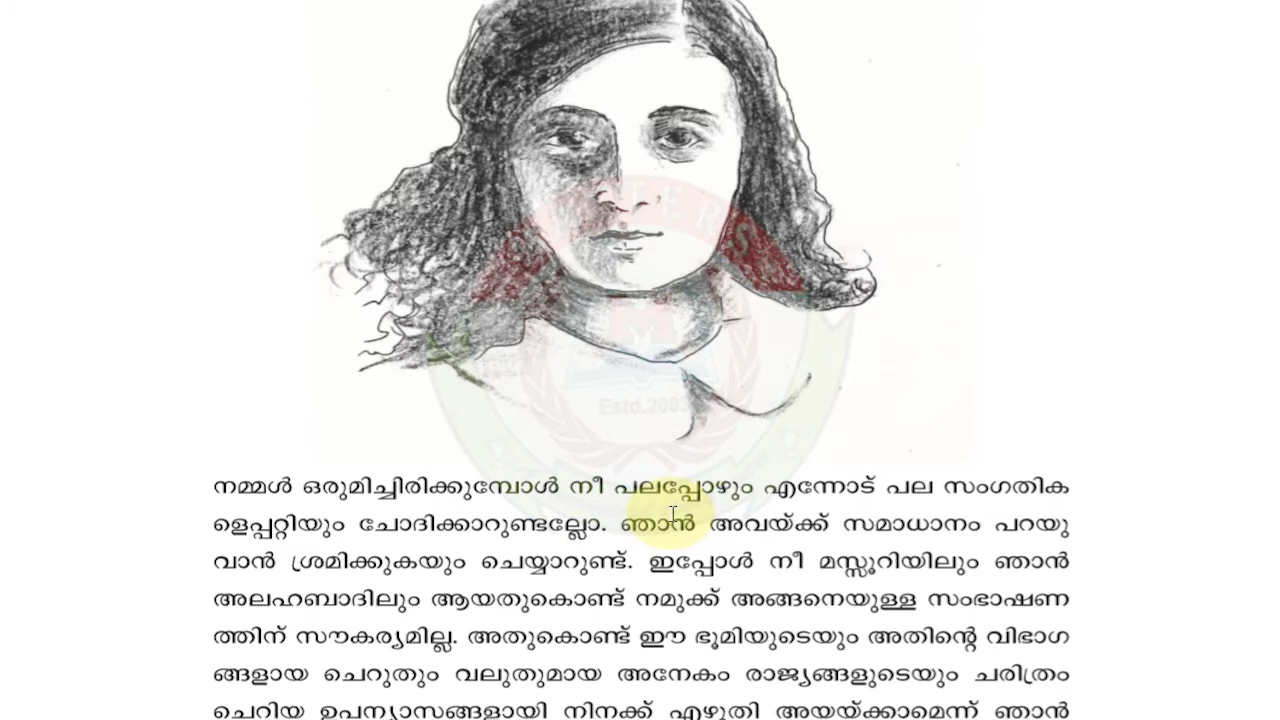 നമ്മൾ ഒരുമിച്ചിരിക്കുമ്പോൾ നീ പലപ്പോഴും എന്നോട് പല സംഗതിക
ളെപ്പറ്റിയും ചോദിക്കാറുണ്ടല്ലോ. ഞാൻ അവയ്ക്ക് സമാധാനം പറയു
വാൻ ശ്രമിക്കുകയും ചെയ്യാറുണ്ട്. ഇപ്പോൾ നീ മസ്സൂറിയിലും ഞാൻ
അലഹബാദിലും ആയതുകൊണ്ട് നമുക്ക് അങ്ങനെയുള്ള സംഭാഷണ
ത്തിന് സൗകര്യമില്ല. അതുകൊണ്ട് ഈ ഭൂമിയുടെയും അതിന്റെ വിഭാഗ
ങ്ങളായ ചെറുതും വലുതുമായ അനേകം രാജ്യങ്ങളുടെയും ചരിത്രം
ചെറിയ ഉപന്യാസങ്ങളായി നിനക്ക് എഴുതി അയയ്ക്കാമെന്ന് ഞാൻ